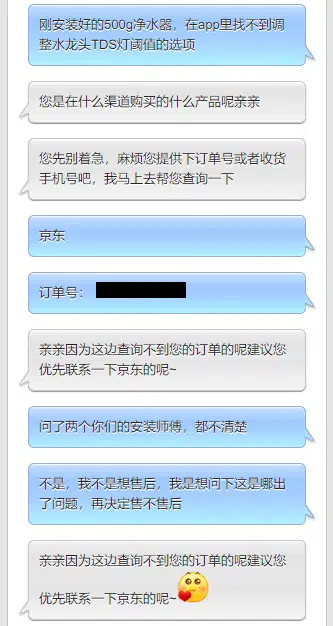 刚安装好的500g净水器，在app里找不到调
整水龙头TDS灯阈值的选项
您是在什么渠道购买的什么产品呢亲亲
您先别着急，麻烦您提供下订单号或者收货
手机号吧，我马上去帮您查询一下
京东
订单号：
亲亲因为这边查询不到您的订单的呢建议您
优先联系一下京东的呢~
问了两个你们的安装师傅，都不清楚
不是，我不是想售后，我是想问下这是哪出
了问题，再决定售不售后
亲亲因为这边查询不到您的订单的呢建议您
优先联系一下京东的呢~